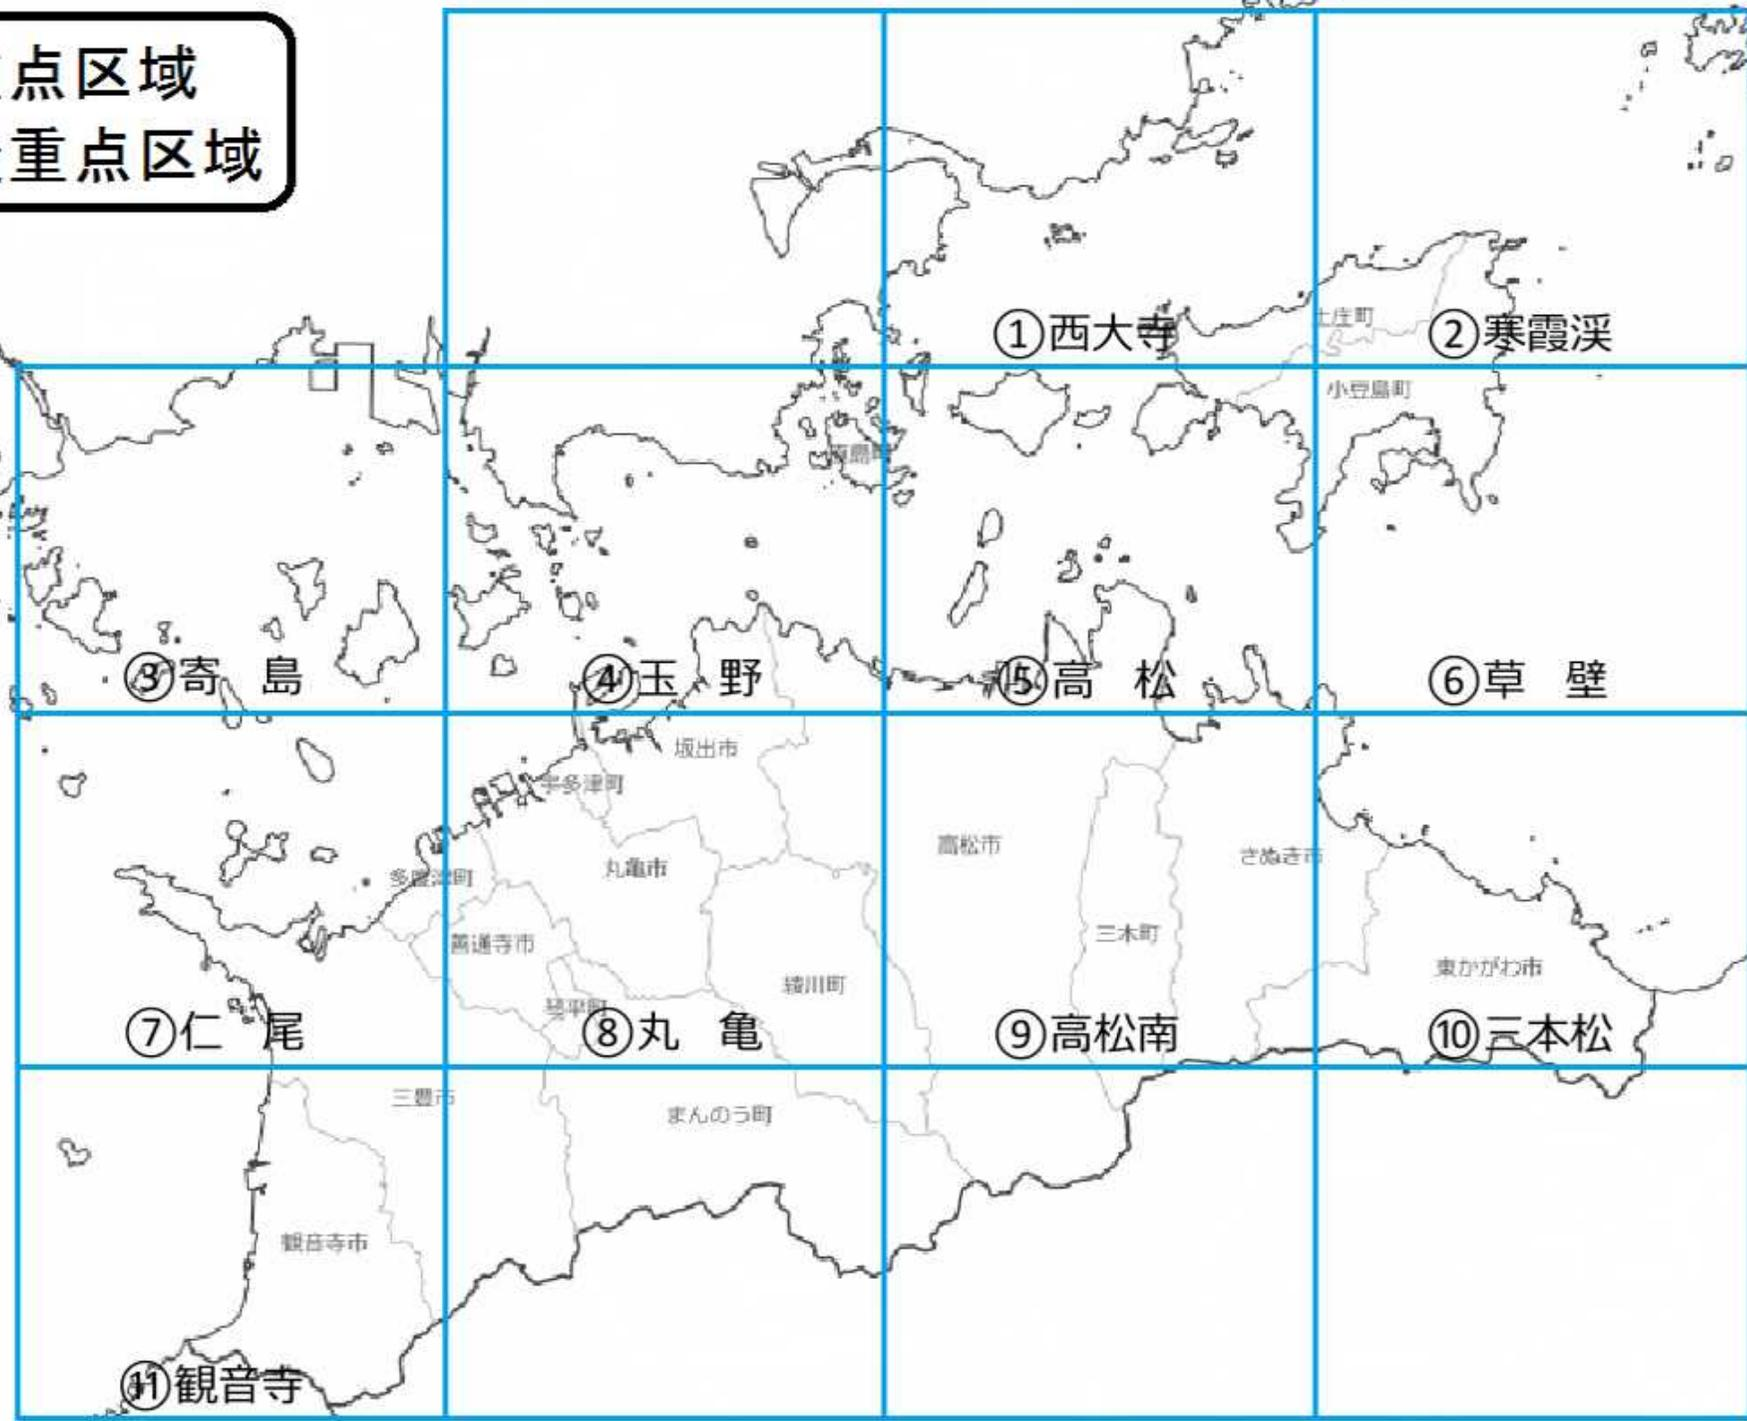 点区域
重点区域
①西大寺
土庄町
②寒霞渓
小豆島町
直島町
③寄 島
④玉 野
⑤高 松
⑥草 壁
坂出市
宇多津町
丸亀市
高松市
さぬき市
多度津町
善通寺市
三木町
東かがわ市
綾川町
琴平町
⑦仁 尾
⑧丸 亀
⑨高松南
⑩三本松
三豊市
まんのう町
観音寺市
⑪観音寺